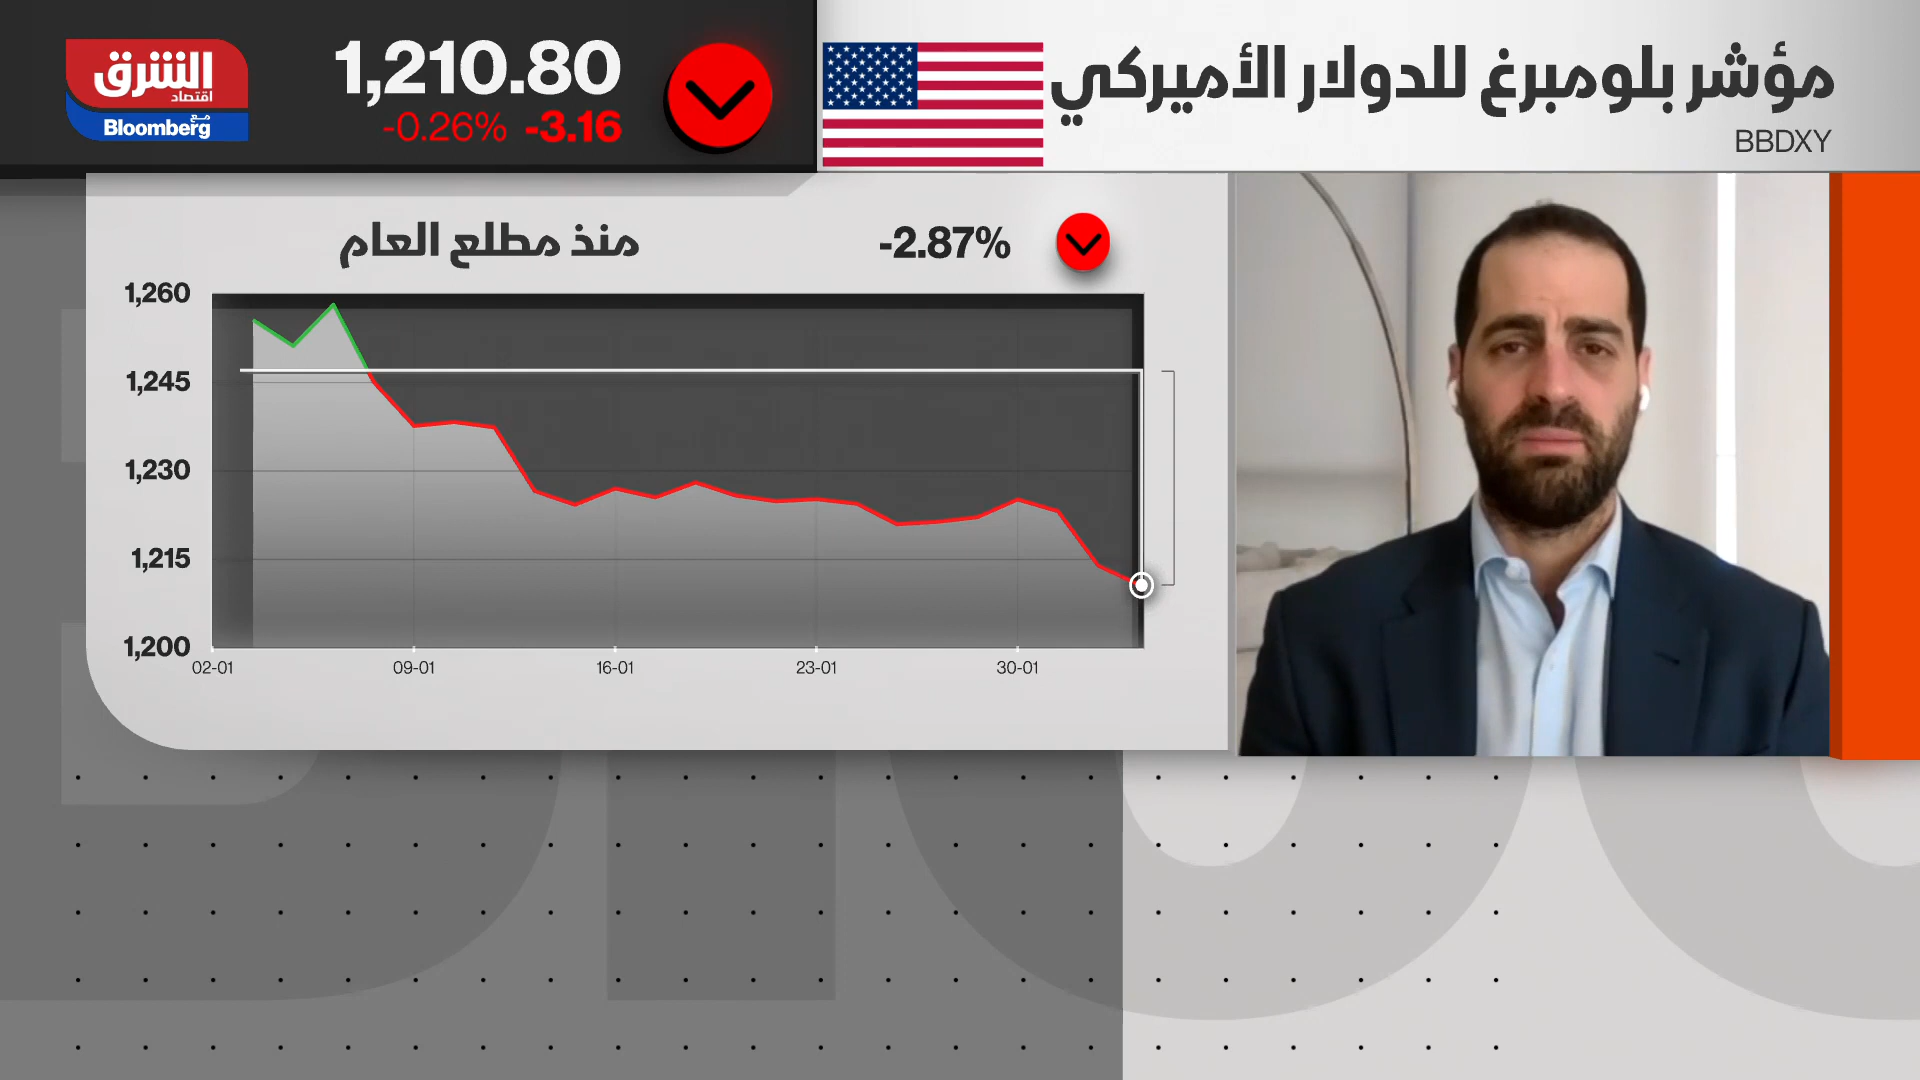 الشرق
اقتصاد
مع
Bloomberg
1,210.80
-0.26% -3.16
مؤشر بلومبرغ للدولار الأميركي
BBDXY
منذ مطلع العام
-2.87%
1,260
1,245
1,230
1,215
1,200
02-01
09-01
16-01
23-01
30-01